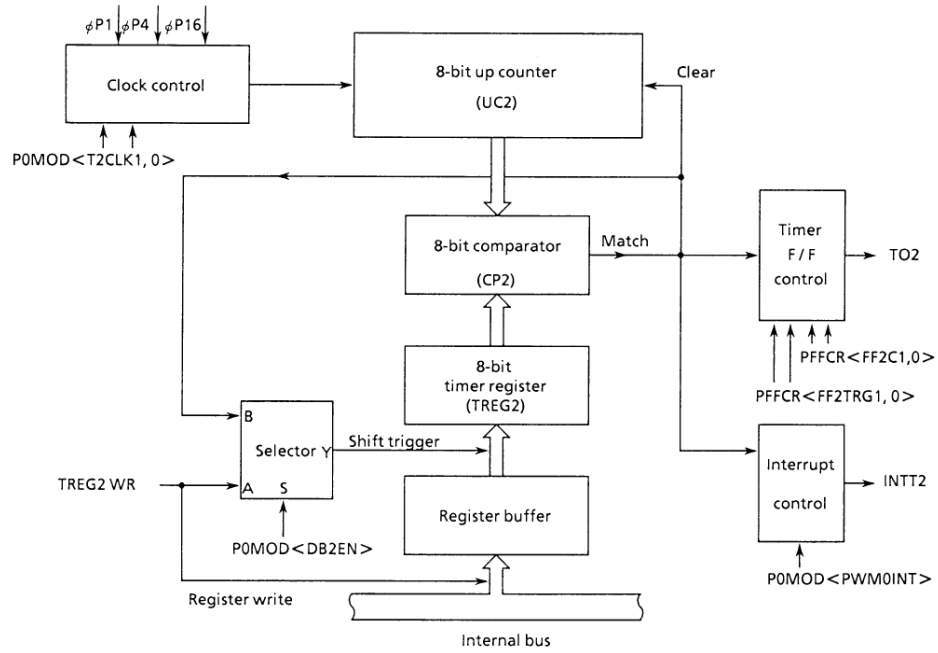 φP1 φP4 φP16
Clock control
8-bit up counter
(UC2)
Clear
P0MOD<T2CLK1, 0>
8-bit comparator
(CP2)
Match
Timer
F / F
control
TO2
PFFCR<FF2C1,0>
PFFCR<FF2TRG1, 0>
8-bit
timer register
(TREG2)
B
Selector Y
A S
Shift trigger
TREG2 WR
P0MOD<DB2EN>
Register buffer
Interrupt
control
INTT2
P0MOD<PWM0INT>
Register write
Internal bus